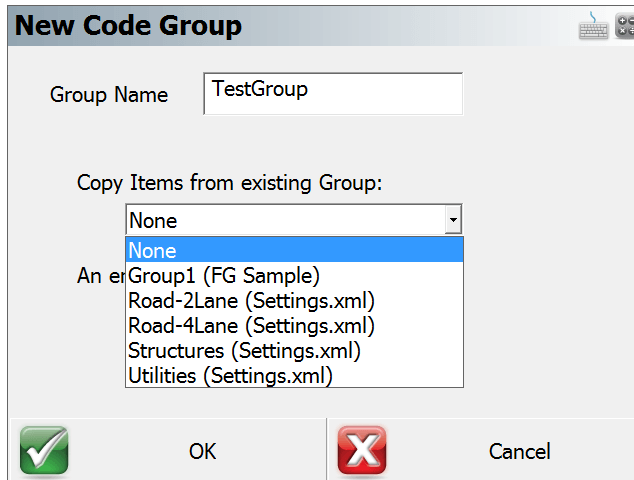 New Code Group
Group Name
TestGroup
Copy Items from existing Group:
None
None
An
Group1 (FG Sample)
Road-2Lane (Settings.xml)
Road-4Lane (Settings.xml)
Structures (Settings.xml)
Utilities (Settings.xml)
OK
Cancel